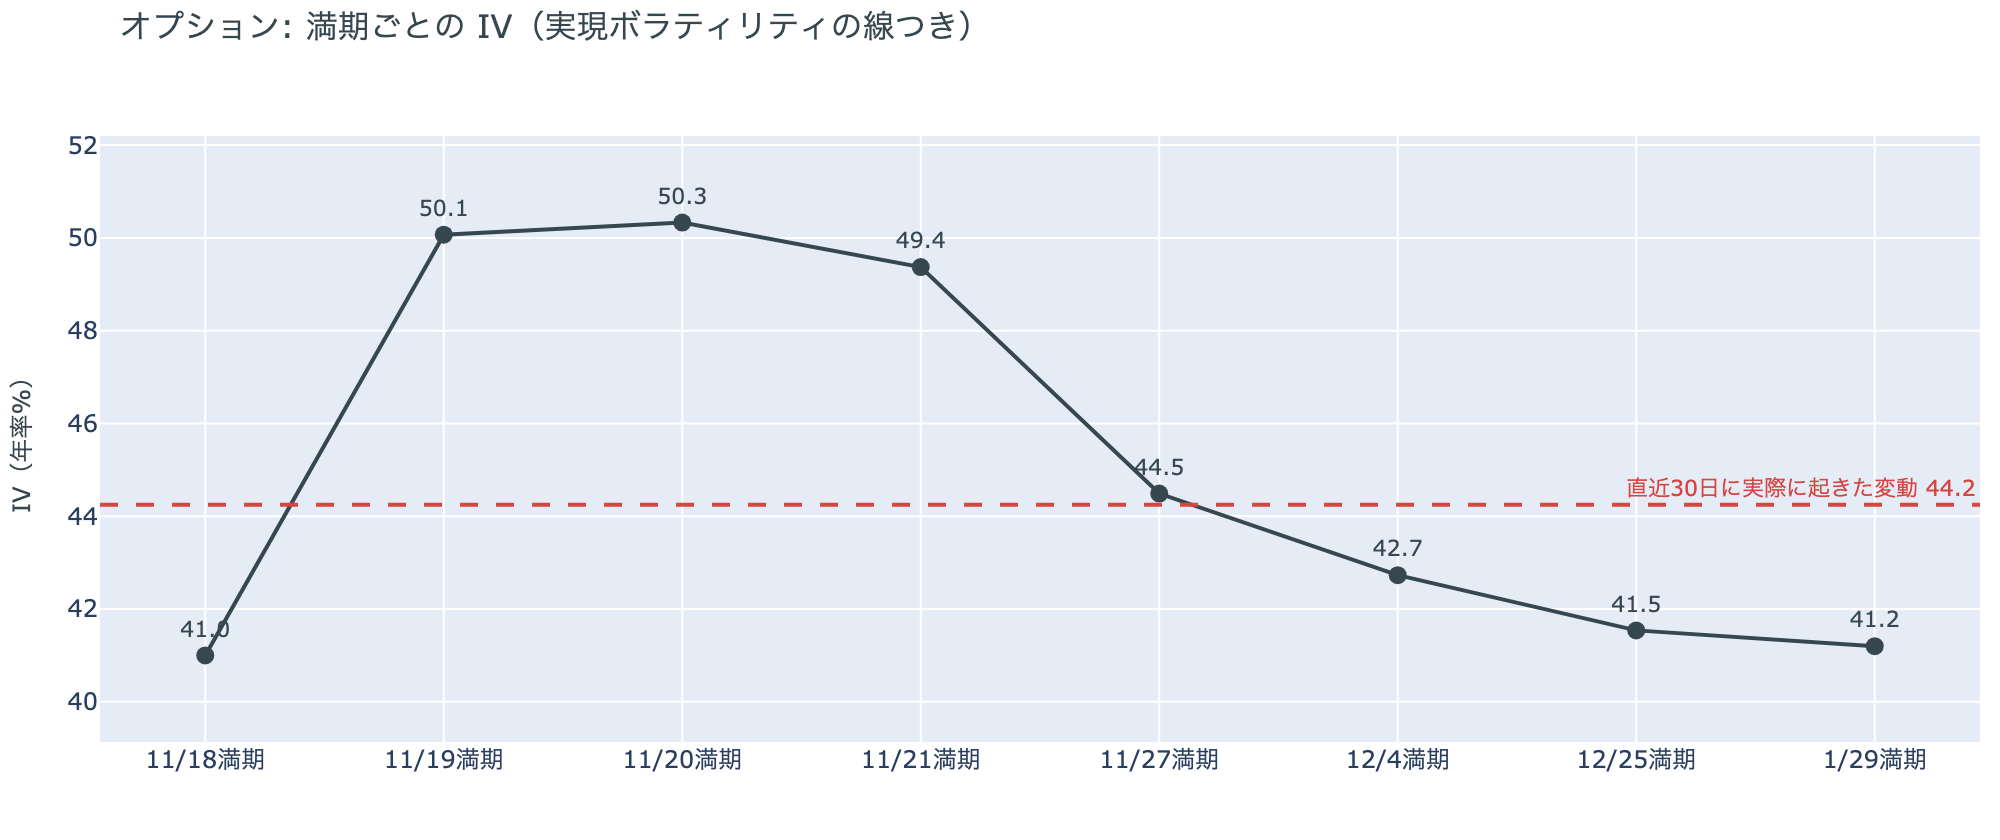 オプション: 満期ごとの IV（実現ボラティリティの線つき）
IV（年率%）
52
50
48
46
44
42
40
41.0
50.1
50.3
49.4
44.5
42.7
41.5
41.2
直近30日に実際に起きた変動 44.2
11/18満期
11/19満期
11/20満期
11/21満期
11/27満期
12/4満期
12/25満期
1/29満期